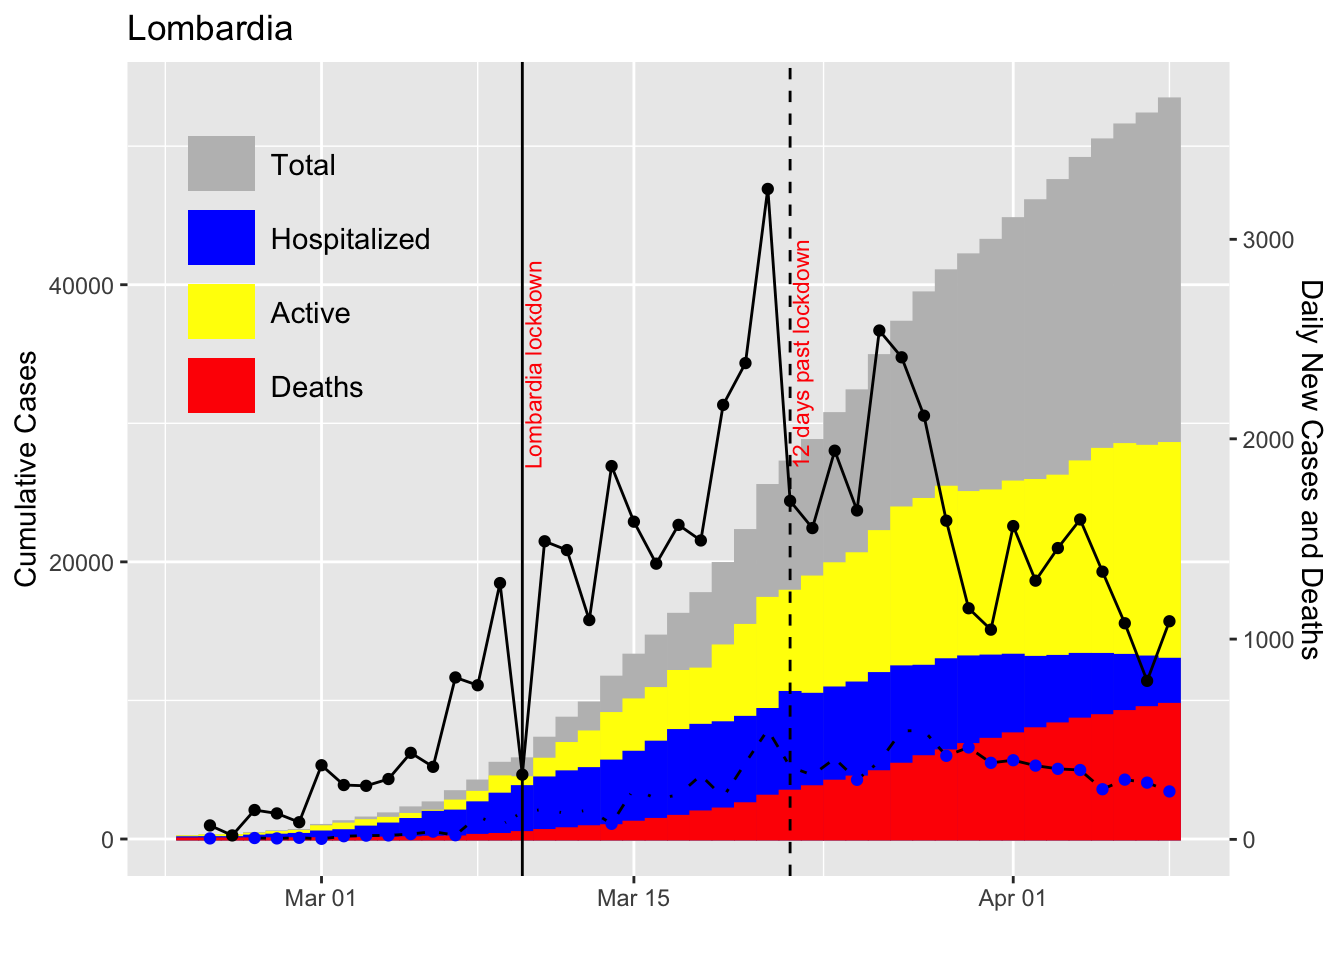 Lombardia
Total
Hospitalized
Active
Deaths
Lombardia lockdown
12 days past lockdown
Cumulative Cases
40000
20000
0
3000
2000
1000
0
Daily New Cases and Deaths
Mar 01
Mar 15
Apr 01